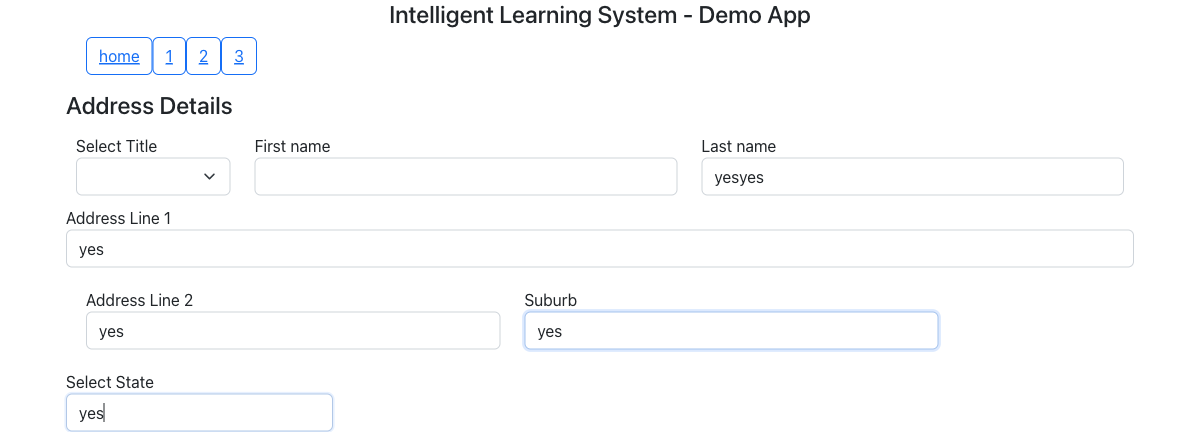 Intelligent Learning System - Demo App
home 1 2 3
Address Details
Select Title First name Last name
yesyes
Address Line 1
yes
Address Line 2 Suburb
yes yes
Select State
yes